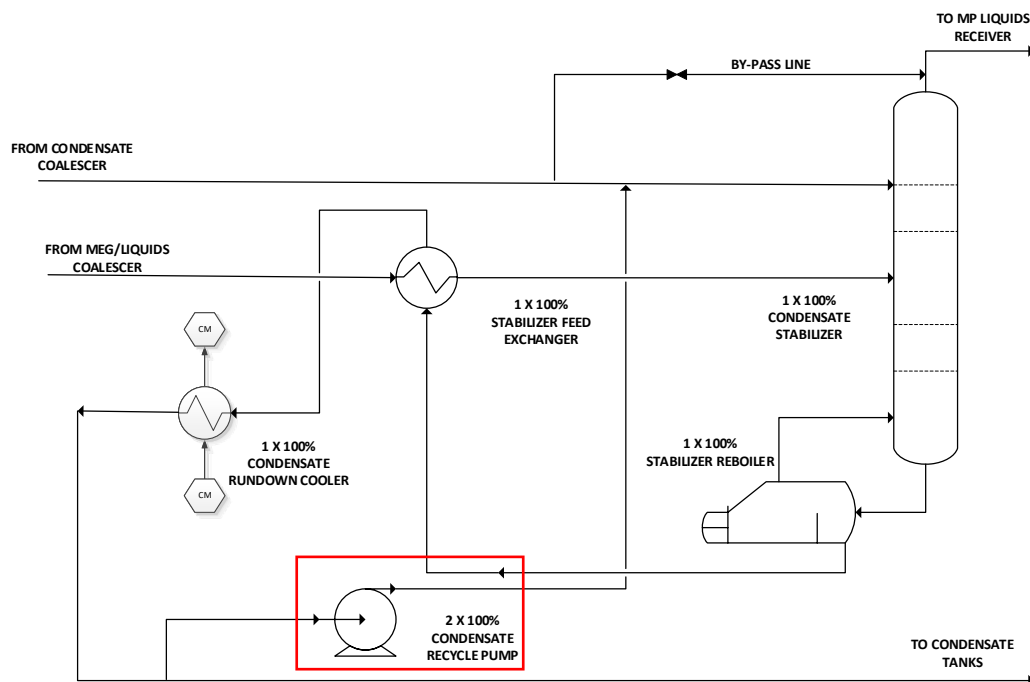 TO MP LIQUIDS
RECEIVER
BY-PASS LINE
FROM CONDENSATE
COALESCER
FROM MEG/LIQUIDS
COALESCER
1 X 100%
STABILIZER FEED
EXCHANGER
1 X 100%
CONDENSATE
STABILIZER
CM
1 X 100%
CONDENSATE
RUNDOWN COOLER
1 X 100%
STABILIZER REBOILER
CM
2 X 100%
CONDENSATE
RECYCLE PUMP
TO CONDENSATE
TANKS